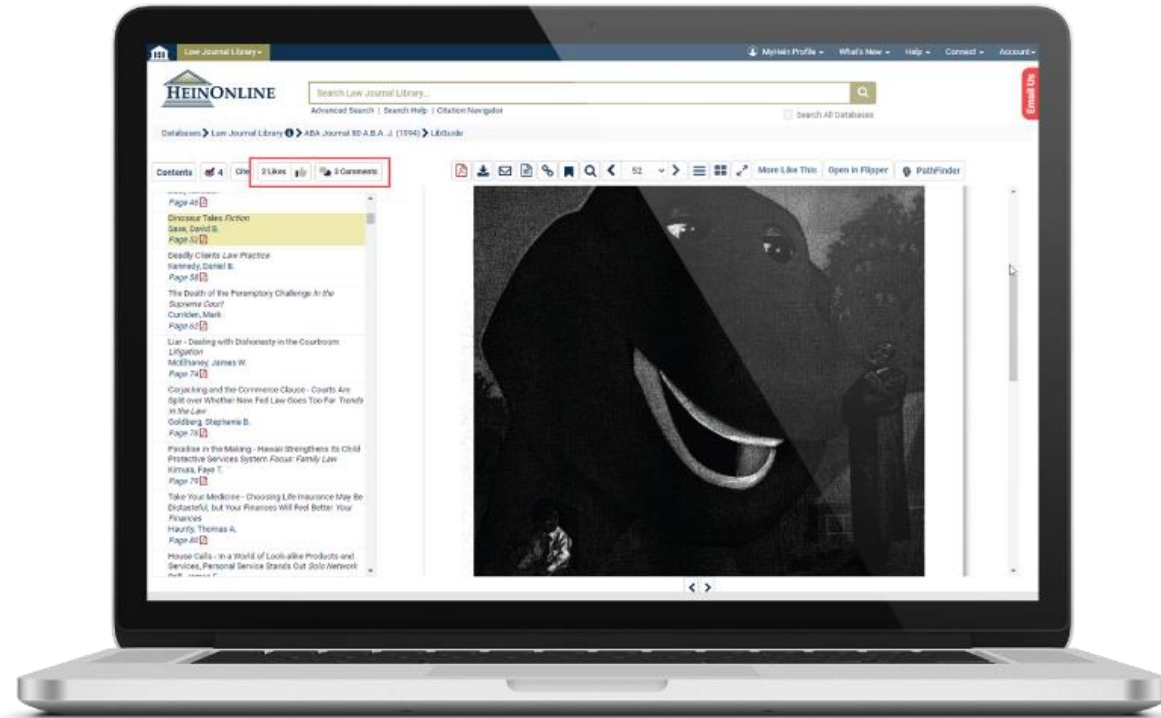 Law Journal Library
MyHein Profile What's New Help Connect Account
HEINONLINE
Search Law Journal Library...
Advanced Search | Search Help | Citation Navigator
Search All Databases
Email Us
Databases > Law Journal Library > ABA Journal 80 A.B.A. J. (1994) > LibGuide
Contents 4 Cite 2 Likes 3 Comments
52 More Like This Open in Flipper PathFinder
Page 46
Dinosaur Tales Fiction
Saxe, David B.
Page 52
Deadly Clients Law Practice
Kennedy, Daniel B.
Page 58
The Death of the Peremptory Challenge In the
Supreme Court
Curriden, Mark
Page 62
Liar - Dealing with Dishonesty in the Courtroom
Litigation
McElhaney, James W.
Page 74
Carjacking and the Commerce Clause - Courts Are
Split over Whether New Fed Law Goes Too Far Trends
in the Law
Goldberg, Stephanie B.
Page 76
Paradise in the Making - Hawaii Strengthens Its Child
Protective Services System Focus: Family Law
Kimura, Faye T.
Page 79
Take Your Medicine - Choosing Life Insurance May Be
Distasteful, but Your Finances Will Feel Better Your
Finances
Haunty, Thomas A.
Page 80
House Calls - In a World of Look-alike Products and
Services, Personal Service Stands Out Solo Network